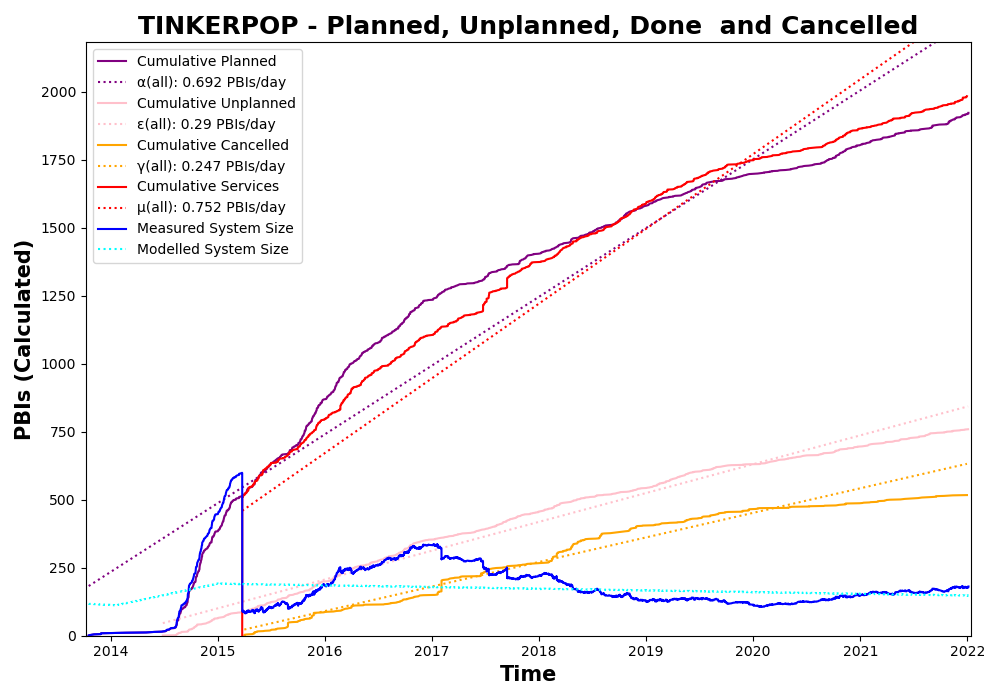 TINKERPOP - Planned, Unplanned, Done  and Cancelled
Cumulative Planned
α(all): 0.692 PBIs/day
Cumulative Unplanned
ε(all): 0.29 PBIs/day
Cumulative Cancelled
γ(all): 0.247 PBIs/day
Cumulative Services
μ(all): 0.752 PBIs/day
Measured System Size
Modelled System Size
PBIs (Calculated)
2000
1750
1500
1250
1000
750
500
250
0
2014 2015 2016 2017 2018 2019 2020 2021 2022
Time